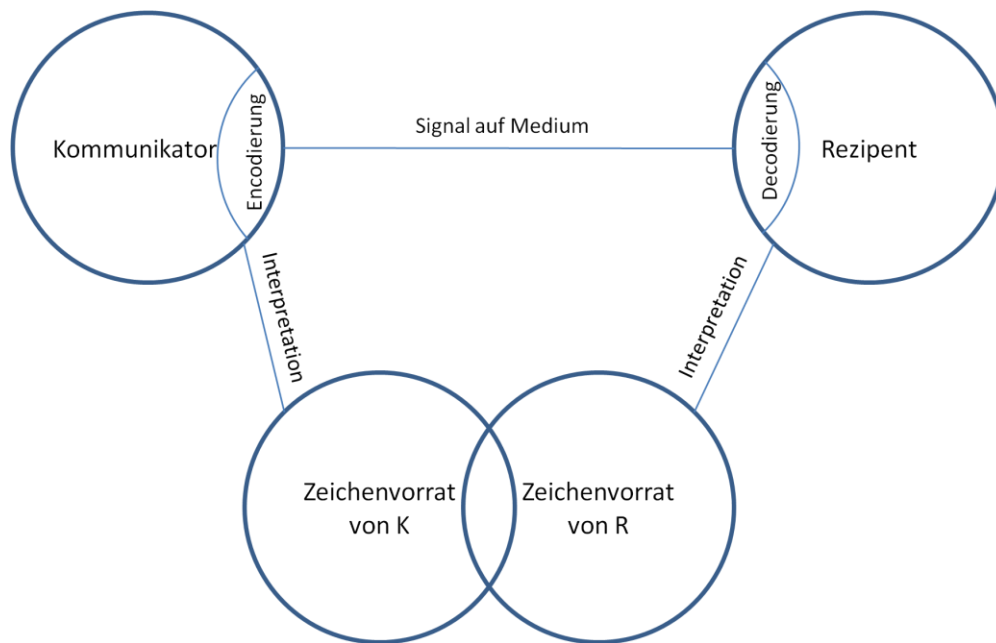 Kommunikator
Encodierung
Signal auf Medium
Decodierung
Rezipent
Interpretation
Interpretation
Zeichenvorrat
von K
Zeichenvorrat
von R